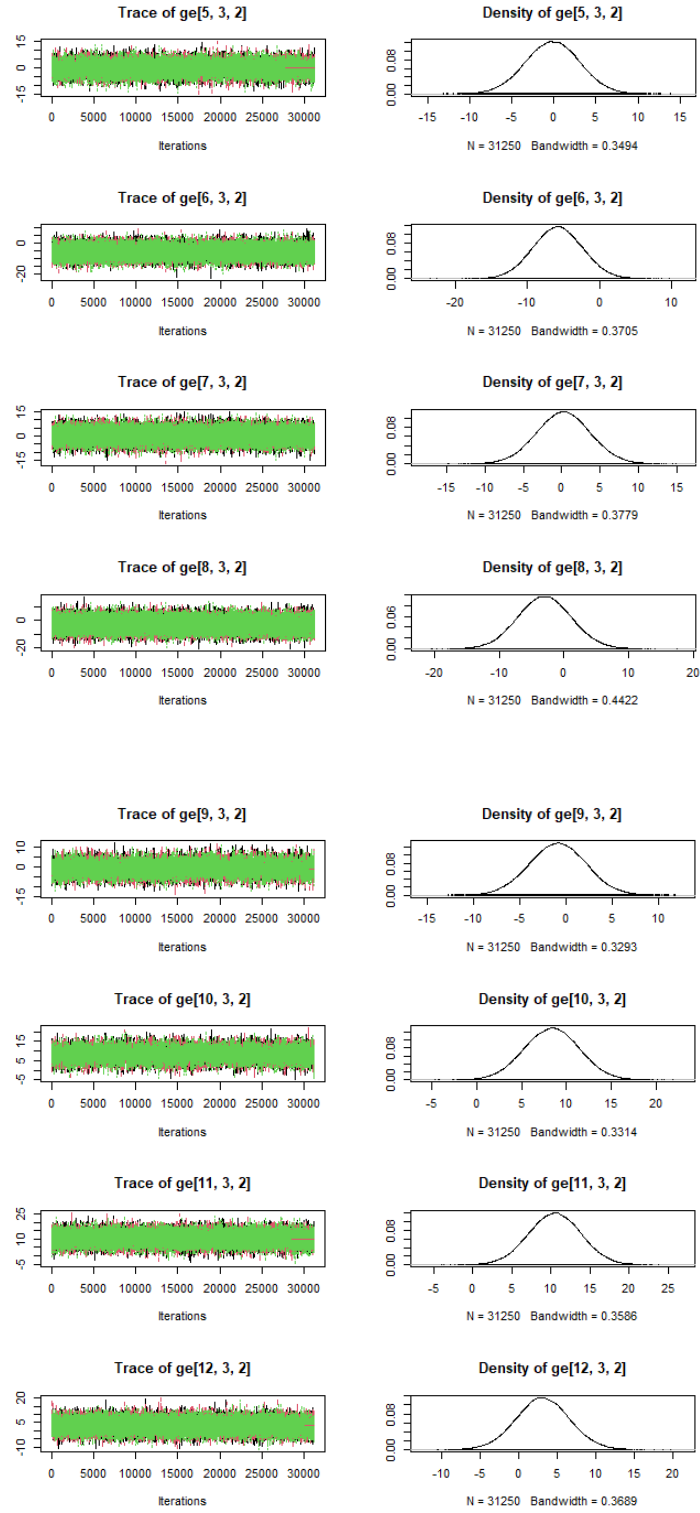 Trace of ge[5, 3, 2]
15
0
-15
0 5000 10000 15000 20000 25000 30000
Iterations
Density of ge[5, 3, 2]
0.08
0.00
-15 -10 -5 0 5 10 15
N = 31250 Bandwidth = 0.3494
Trace of ge[6, 3, 2]
0
-20
0 5000 10000 15000 20000 25000 30000
Iterations
Density of ge[6, 3, 2]
0.08
0.00
-20 -10 0 10
N = 31250 Bandwidth = 0.3705
Trace of ge[7, 3, 2]
15
0
-15
0 5000 10000 15000 20000 25000 30000
Iterations
Density of ge[7, 3, 2]
0.08
0.00
-15 -10 -5 0 5 10 15
N = 31250 Bandwidth = 0.3779
Trace of ge[8, 3, 2]
0
-20
0 5000 10000 15000 20000 25000 30000
Iterations
Density of ge[8, 3, 2]
0.06
0.00
-20 -10 0 10 20
N = 31250 Bandwidth = 0.4422
Trace of ge[9, 3, 2]
10
0
-15
0 5000 10000 15000 20000 25000 30000
Iterations
Density of ge[9, 3, 2]
0.08
0.00
-15 -10 -5 0 5 10
N = 31250 Bandwidth = 0.3293
Trace of ge[10, 3, 2]
15
5
-5
0 5000 10000 15000 20000 25000 30000
Iterations
Density of ge[10, 3, 2]
0.08
0.00
-5 0 5 10 15 20
N = 31250 Bandwidth = 0.3314
Trace of ge[11, 3, 2]
25
10
-5
0 5000 10000 15000 20000 25000 30000
Iterations
Density of ge[11, 3, 2]
0.08
0.00
-5 0 5 10 15 20 25
N = 31250 Bandwidth = 0.3586
Trace of ge[12, 3, 2]
20
5
-10
0 5000 10000 15000 20000 25000 30000
Iterations
Density of ge[12, 3, 2]
0.08
0.00
-10 -5 0 5 10 15 20
N = 31250 Bandwidth = 0.3689